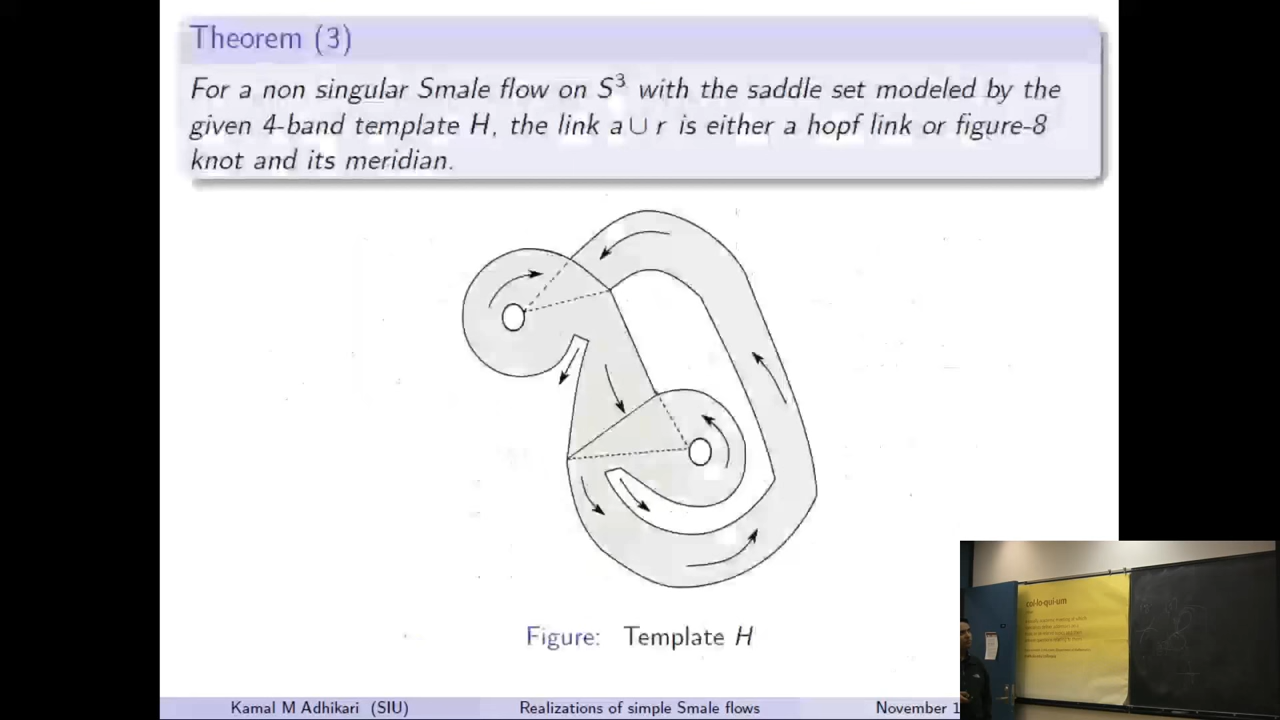 Theorem (3)
For a non singular Smale flow on S³ with the saddle set modeled by the
given 4-band template H, the link a ∪ r is either a hopf link or figure-8
knot and its meridian.
Figure: Template H
Kamal M Adhikari (SIU) Realizations of simple Smale flows November 1
col·lo·qui·um